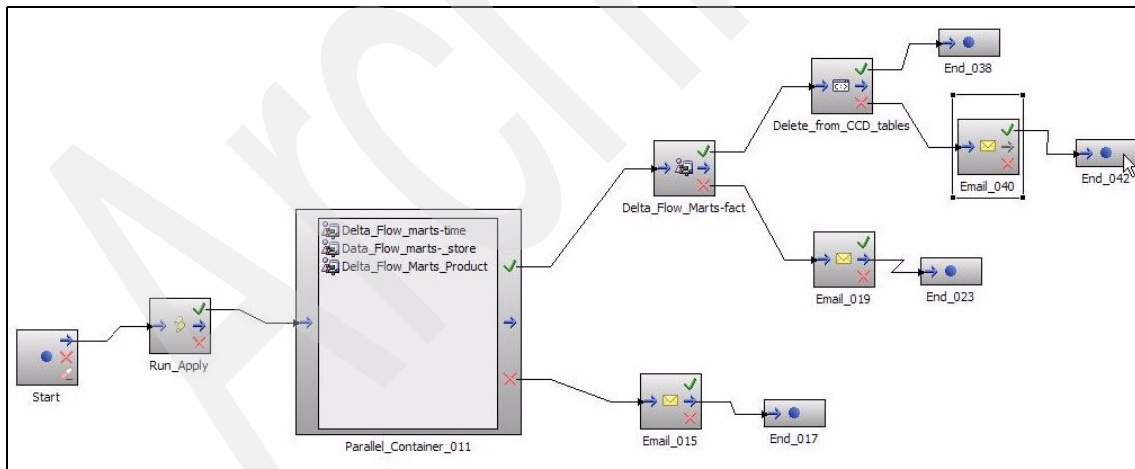 Start
Run_Apply
Delta_Flow_marts-time
Data_Flow_marts-_store
Delta_Flow_Marts_Product
Parallel_Container_011
Delta_Flow_Marts-fact
Delete_from_CCD_tables
End_038
Email_040
End_042
Email_019
End_023
Email_015
End_017